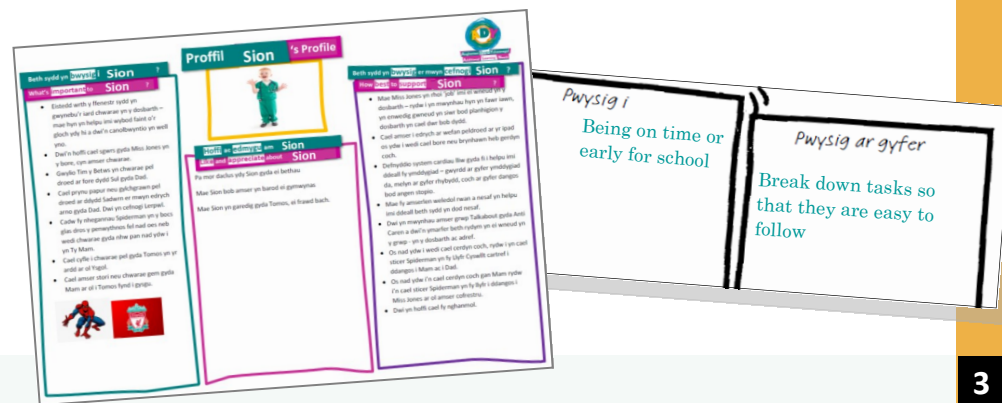 Proffil Sion 's Profile
Beth sydd yn bwysig i Sion ?
What's important to Sion ?
• Eistedd wrth y ffenestr sydd yn
gwynebu'r iard chwarae yn y dosbarth –
mae hyn yn helpu imi wybod faint o'r
gloch ydy hi a dwi'n canolbwyntio yn well
yno.
• Dwi'n hoffi cael sgwrs gyda Miss Jones yn
y bore, cyn amser chwarae.
• Gwylio Tim y Betws yn chwarae pel
droed ar fore dydd Sul gyda Dad.
• Cael prynu papur neu gylchgrawn pel
droed ar ddydd Sadwrn er mwyn edrych
arno gyda Dad. Dwi yn cefnogi Lerpwl.
• Cadw fy nheganau Spiderman yn y bocs
glas dros y penwythnos fel nad oes neb
wedi chwarae gyda nhw pan nad ydw i
yn Ty Mam.
• Cael cyfle i chwarae pel gyda Tomos yn yr
ardd ar ol Ysgol.
• Cael amser stori neu chwarae gem gyda
Mam ar ol i Tomos fynd i gysgu.
Hoffi ac edmygu am Sion
Like and appreciate about Sion
Pa mor daclus ydy Sion gyda ei bethau
Mae Sion bob amser yn barod ei gymwynas
Mae Sion yn garedig gyda Tomos, ei frawd bach.
Beth sydd yn bwysig er mwyn cefnogi Sion ?
How best to support Sion ?
• Mae Miss Jones yn rhoi 'job' imi ei wneud yn y
dosbarth – rydw i yn mwynhau hyn yn fawr iawn,
yn enwedig gwneud yn siwr bod planhigion y
dosbarth yn cael dwr bob dydd.
• Cael amser i edrych ar wefan peldroed ar yr ipad
os ydw i wedi cael bore neu brynhawn heb gerdyn
coch.
• Defnyddio system cardiau lliw gyda fi i helpu imi
ddeall fy ymddygiad – gwyrdd ar gyfer ymddygiad
da, melyn ar gyfer rhybydd, coch ar gyfer dangos
bod angen stopio.
• Mae fy amserlen weledol nwan a nesaf yn helpu
imi ddeall beth sydd yn dod nesaf.
• Dwi yn mwynhau amser grwp Talkabout gyda Anti
Caren a dwi'n ymarfer beth rydym yn ei wneud yn
y grwp - yn y dosbarth ac adref.
• Os nad ydw i wedi cael cerdyn coch, rydw i yn cael
sticer Spiderman yn fy Llyfr Cyswllt cartref i
ddangos i Mam ac i Dad.
• Os nad ydw i'n cael cerdyn coch gan Mam rydw
i'n cael sticer Spiderman yn fy llyfr i ddangos i
Miss Jones ar ol amser cofrestru.
• Dwi yn hoffi cael fy nghanmol.
Pwysig i
Being on time or
early for school
Pwysig ar gyfer
Break down tasks so
that they are easy to
follow
3